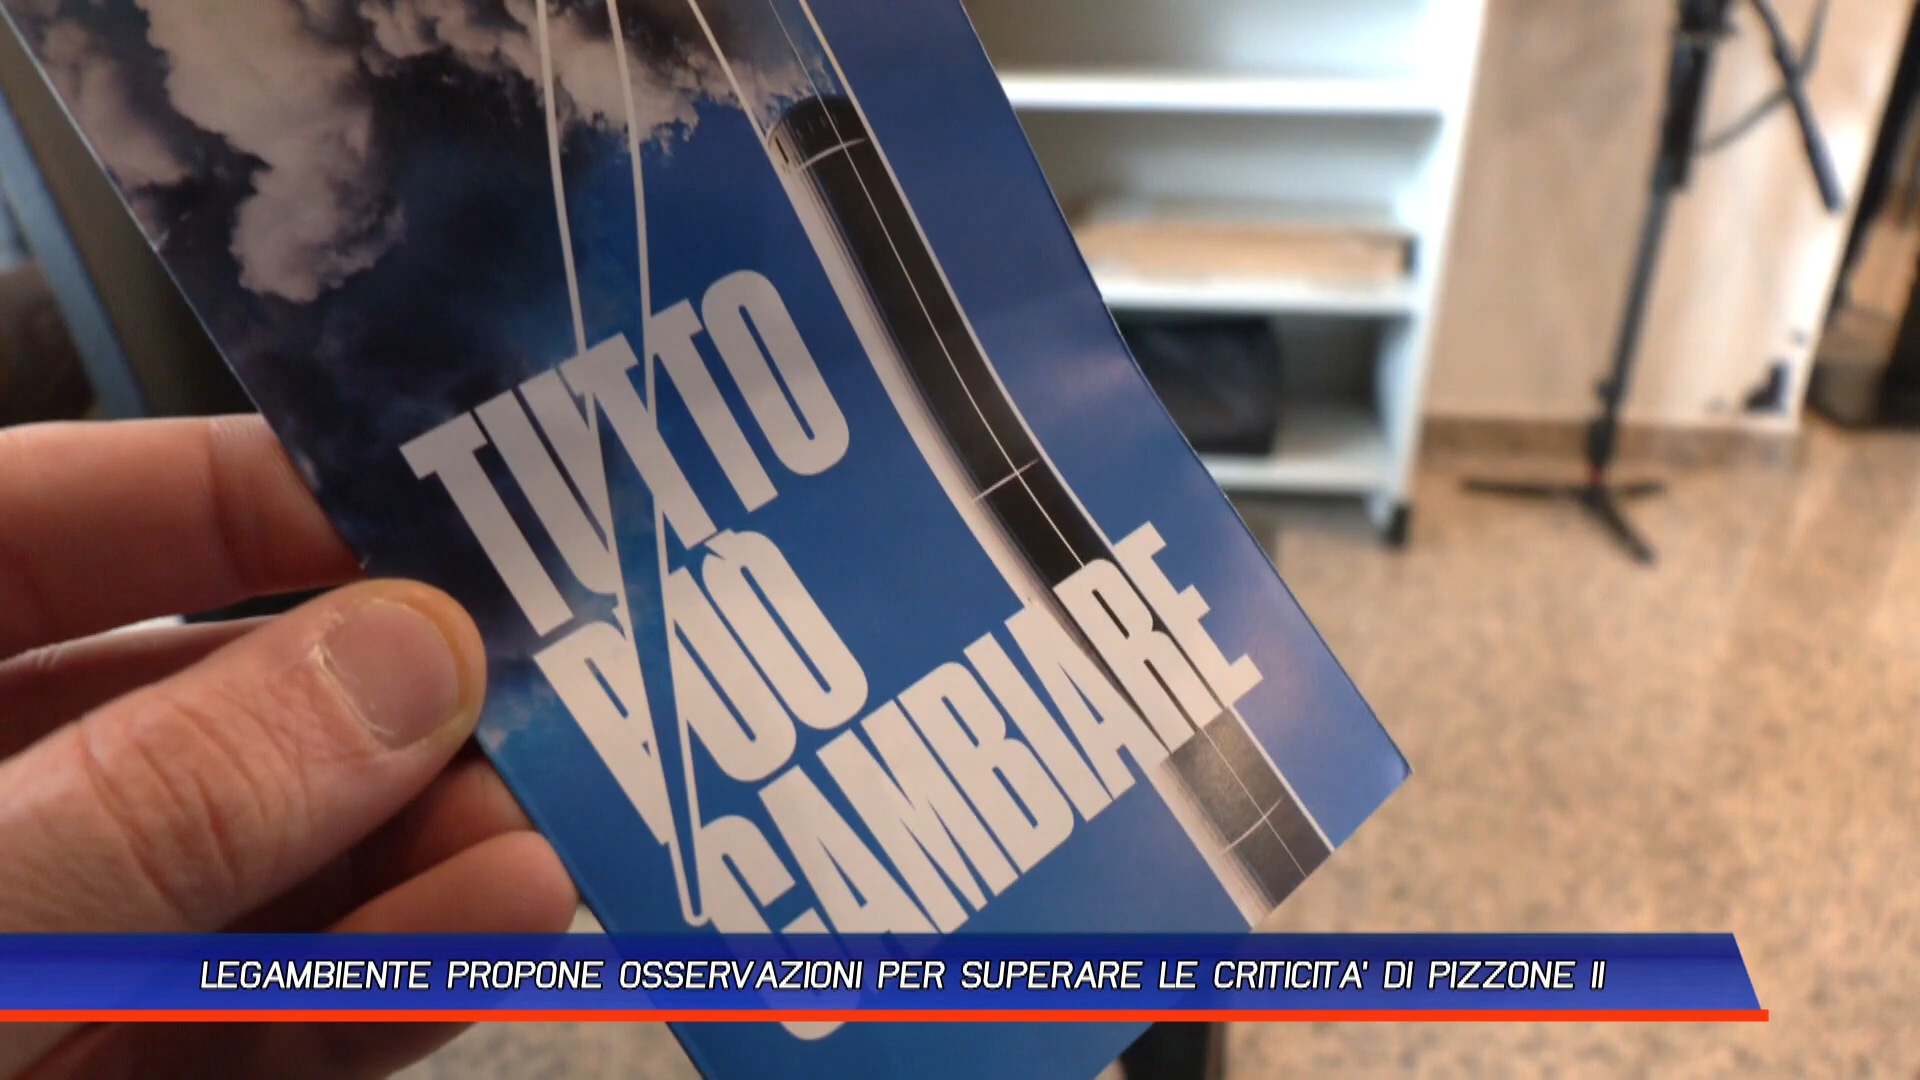 TUTTO
PUÒ
CAMBIARE
LEGAMBIENTE PROPONE OSSERVAZIONI PER SUPERARE LE CRITICITA' DI PIZZONE II